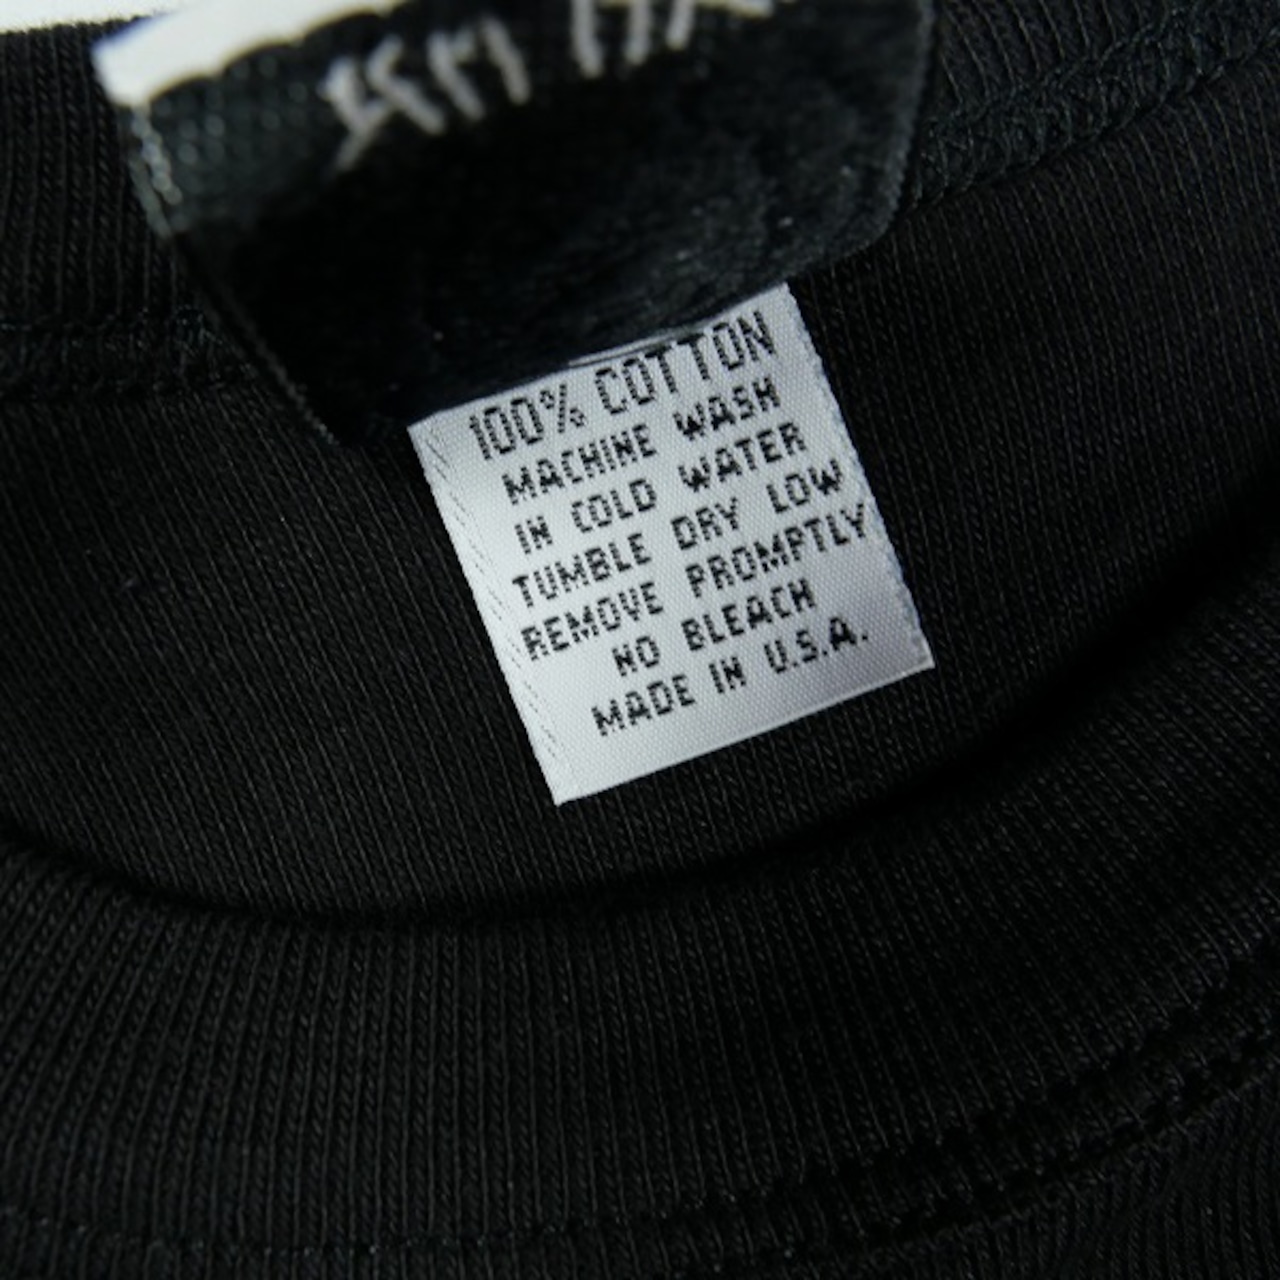 100% COTTON
MACHINE WASH
IN COLD WATER
TUMBLE DRY LOW
REMOVE PROMPTLY
NO BLEACH
MADE IN U.S.A.